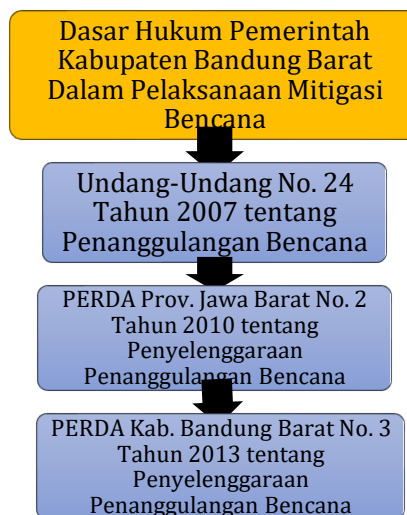 Dasar Hukum Pemerintah
Kabupaten Bandung Barat
Dalam Pelaksanaan Mitigasi
Bencana
Undang-Undang No. 24
Tahun 2007 tentang
Penanggulangan Bencana
PERDA Prov. Jawa Barat No. 2
Tahun 2010 tentang
Penyelenggaraan
Penanggulangan Bencana
PERDA Kab. Bandung Barat No. 3
Tahun 2013 tentang
Penyelenggaraan
Penanggulangan Bencana